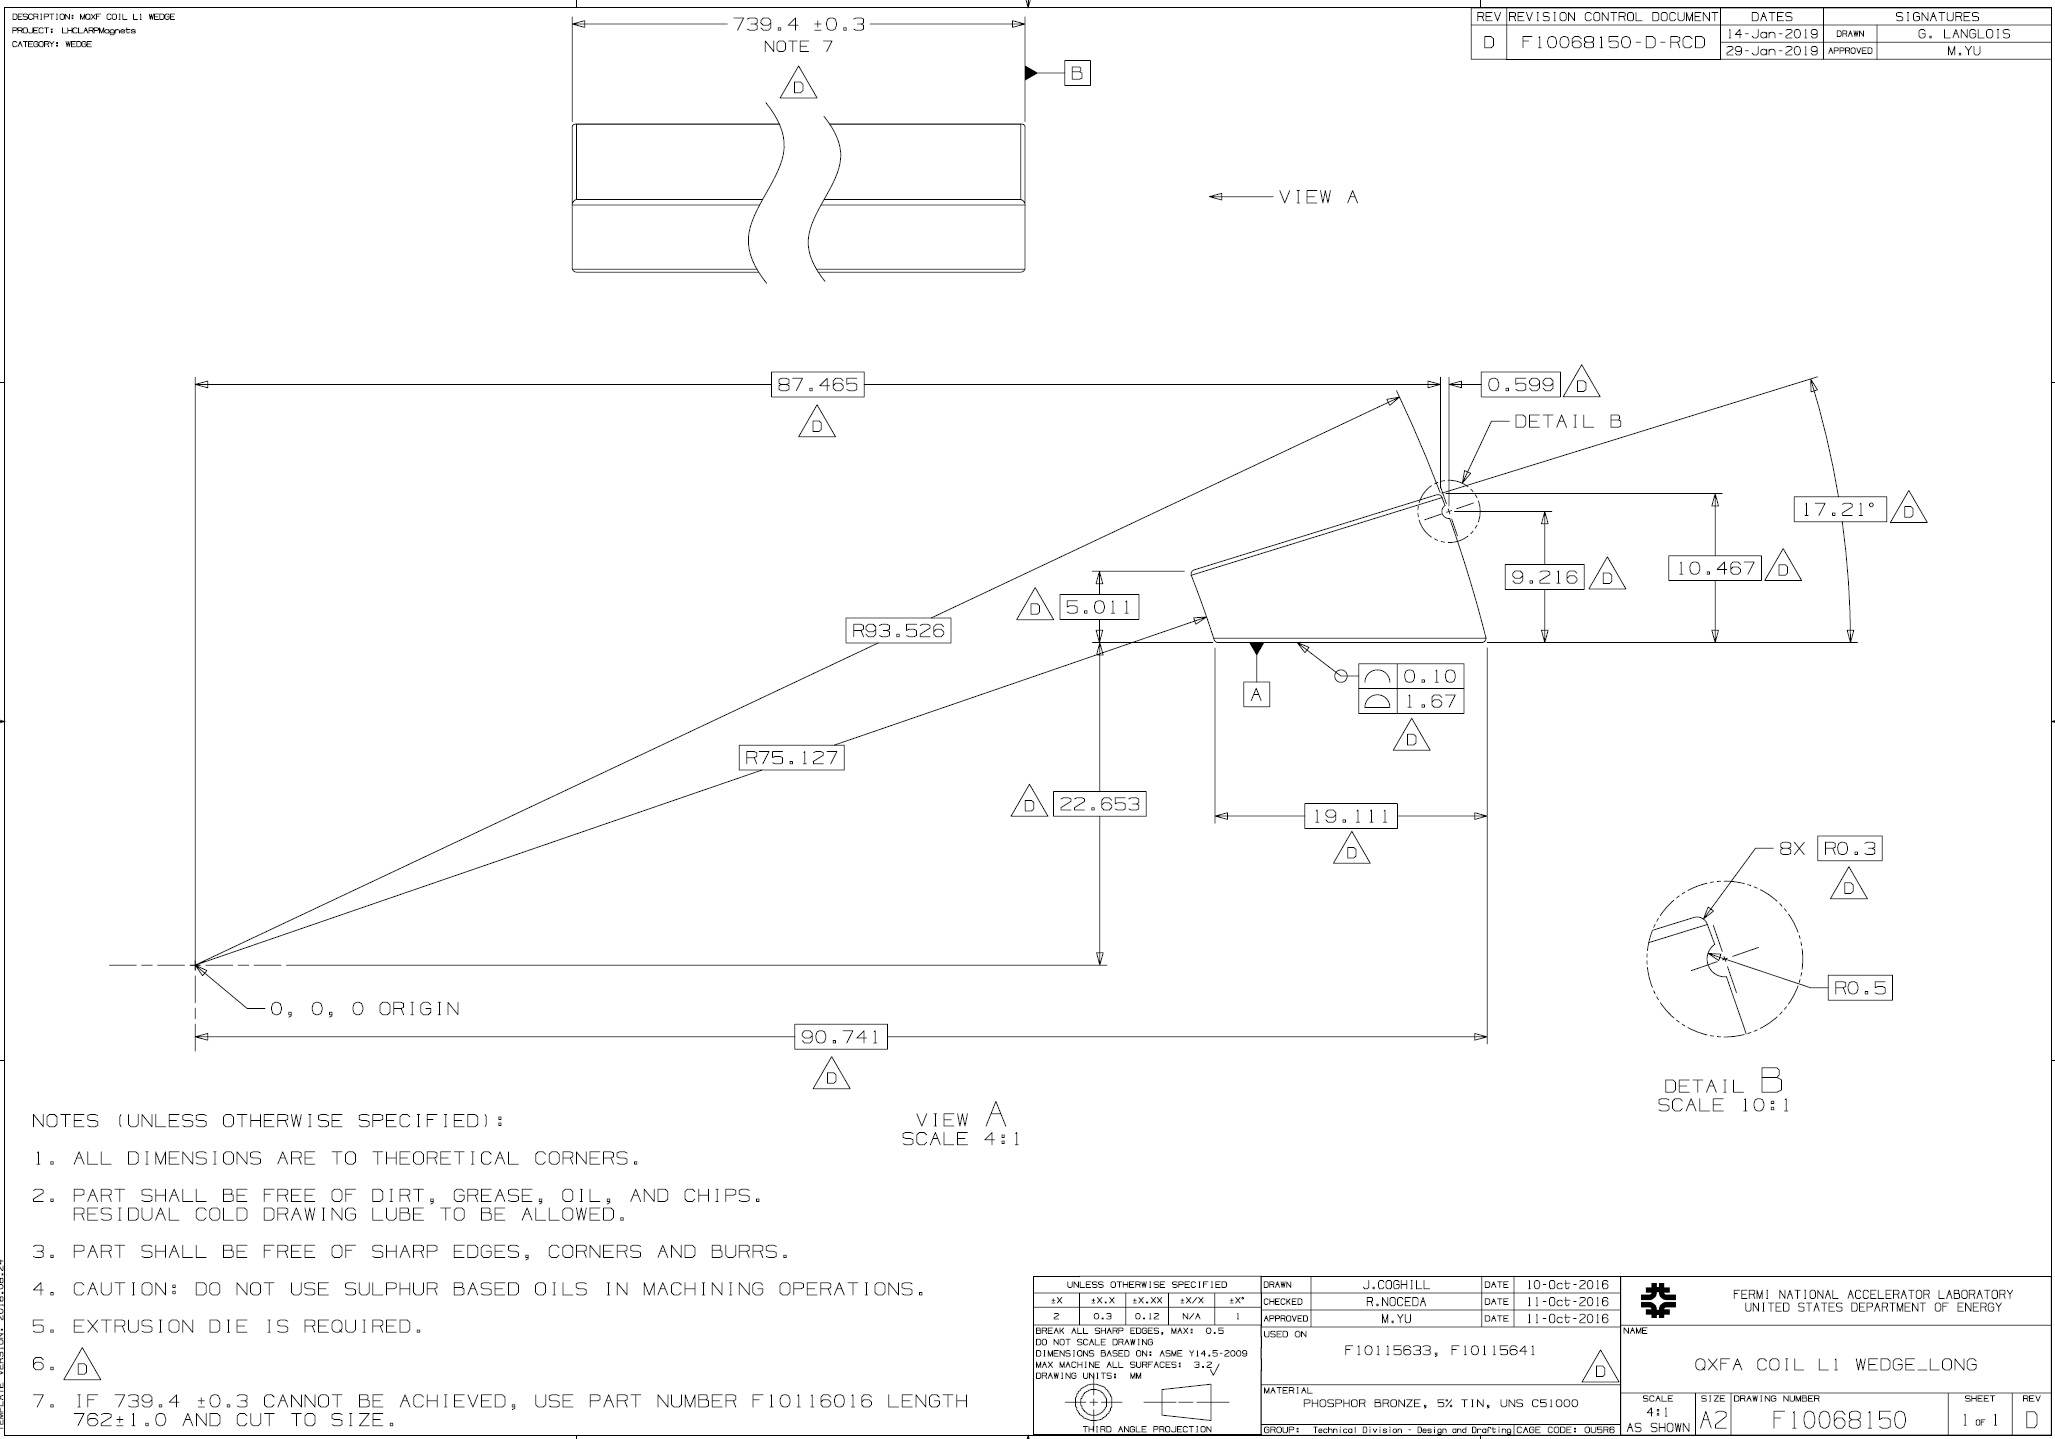 DESCRIPTION: MQXF COIL L1 WEDGE
PROJECT: LHCLARPMagnets
CATEGORY: WEDGE
REV REVISION CONTROL DOCUMENT DATES SIGNATURES
D F10068150-D-RCD
14-Jan-2019 DRAWN G. LANGLOIS
29-Jan-2019 APPROVED M.YU
739.4 ±0.3
NOTE 7
D
B
VIEW A
87.465
D
0.599 D
DETAIL B
17.21° D
9.216 D
10.467 D
D 5.011
R93.526
A
0.10
1.67
D
R75.127
D 22.653
19.111
D
8X R0.3
D
R0.5
0, 0, 0 ORIGIN
90.741
D
DETAIL B
SCALE 10:1
VIEW A
SCALE 4:1
NOTES (UNLESS OTHERWISE SPECIFIED):
1. ALL DIMENSIONS ARE TO THEORETICAL CORNERS.
2. PART SHALL BE FREE OF DIRT, GREASE, OIL, AND CHIPS.
RESIDUAL COLD DRAWING LUBE TO BE ALLOWED.
3. PART SHALL BE FREE OF SHARP EDGES, CORNERS AND BURRS.
4. CAUTION: DO NOT USE SULPHUR BASED OILS IN MACHINING OPERATIONS.
5. EXTRUSION DIE IS REQUIRED.
6. D
7. IF 739.4 ±0.3 CANNOT BE ACHIEVED, USE PART NUMBER F10116016 LENGTH
762±1.0 AND CUT TO SIZE.
UNLESS OTHERWISE SPECIFIED
±X ±X.X ±X.XX ±X/X ±X°
2 0.3 0.12 N/A 1
BREAK ALL SHARP EDGES, MAX: 0.5
DO NOT SCALE DRAWING
DIMENSIONS BASED ON: ASME Y14.5-2009
MAX MACHINE ALL SURFACES: 3.2
DRAWING UNITS: MM
THIRD ANGLE PROJECTION
DRAWN J.COGHILL DATE 10-Oct-2016
CHECKED R.NOCEDA DATE 11-Oct-2016
APPROVED M.YU DATE 11-Oct-2016
USED ON
F10115633, F10115641
D
MATERIAL
PHOSPHOR BRONZE, 5% TIN, UNS C51000
GROUP: Technical Division - Design and Drafting CAGE CODE: 0U5R6
FERMI NATIONAL ACCELERATOR LABORATORY
UNITED STATES DEPARTMENT OF ENERGY
NAME
QXFA COIL L1 WEDGE_LONG
SCALE
4:1
AS SHOWN
SIZE
A2
DRAWING NUMBER
F10068150
SHEET
1 OF 1
REV
D